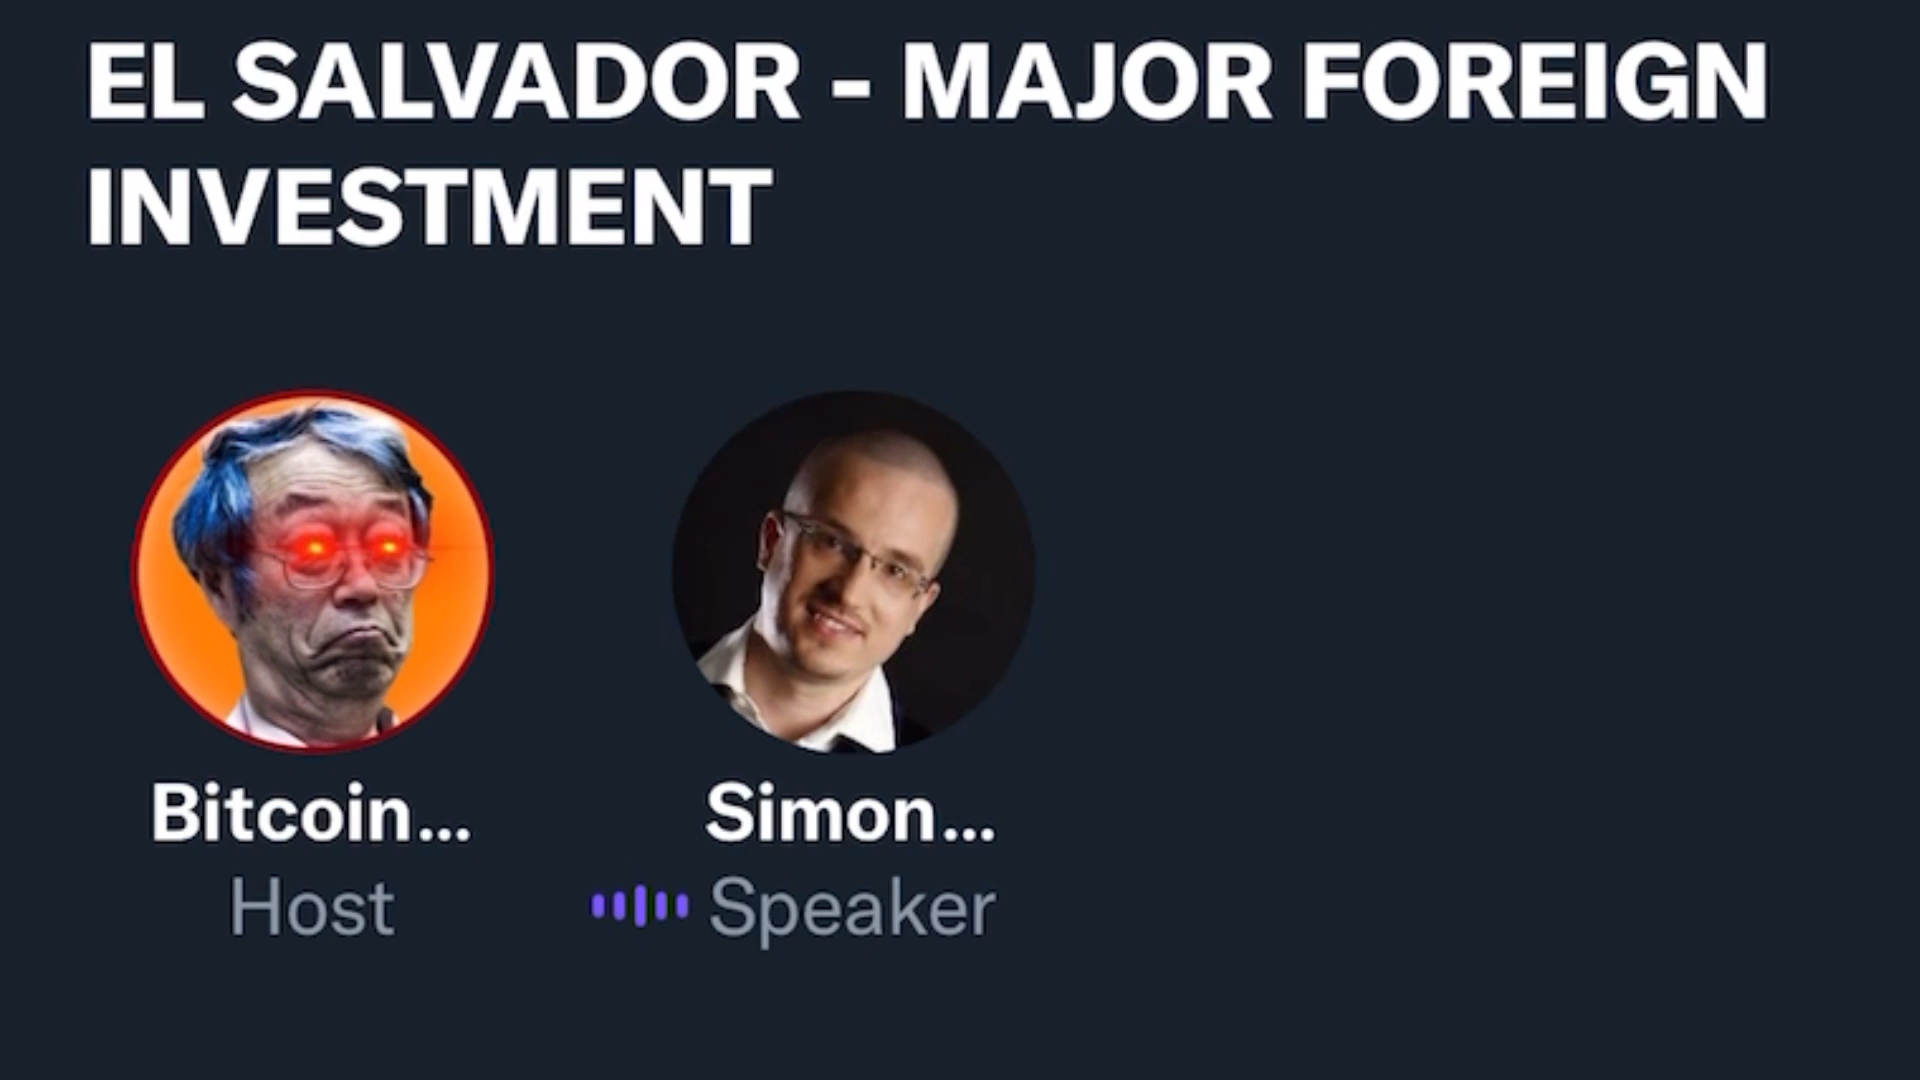 EL SALVADOR - MAJOR FOREIGN
INVESTMENT
Bitcoin...
Simon...
Host
Speaker